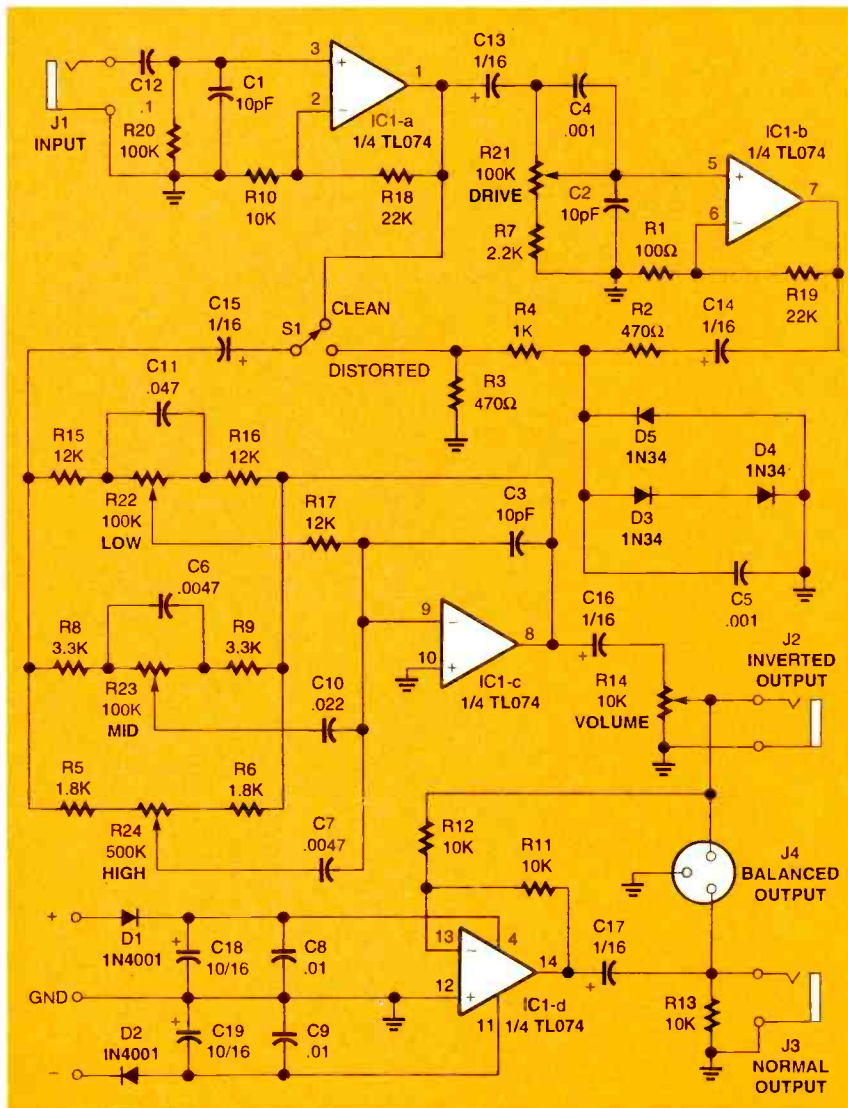 J1
INPUT
C12
.1
R20
100K
C1
10pF
3
+
2
−
1
IC1-a
1/4 TL074
R10
10K
R18
22K
C13
1/16
+
C4
.001
R21
100K
DRIVE
C2
10pF
R7
2.2K
IC1-b
1/4 TL074
5
+
6
−
7
R1
100Ω
R19
22K
CLEAN
S1
DISTORTED
C15
1/16
+
R4
1K
R2
470Ω
C14
1/16
+
R3
470Ω
D5
1N34
D4
1N34
D3
1N34
C5
.001
C11
.047
R15
12K
R16
12K
R22
100K
LOW
R17
12K
C3
10pF
C6
.0047
R8
3.3K
R9
3.3K
R23
100K
MID
C10
.022
9
−
10
+
8
IC1-c
1/4 TL074
C16
1/16
+
R14
10K
VOLUME
J2
INVERTED
OUTPUT
R5
1.8K
R6
1.8K
R24
500K
HIGH
C7
.0047
R12
10K
R11
10K
J4
BALANCED
OUTPUT
+
D1
1N4001
+
C18
10/16
C8
.01
GND
D2
1N4001
−
+
C19
10/16
C9
.01
13
−
12
+
4
11
14
IC1-d
1/4 TL074
C17
1/16
+
R13
10K
J3
NORMAL
OUTPUT